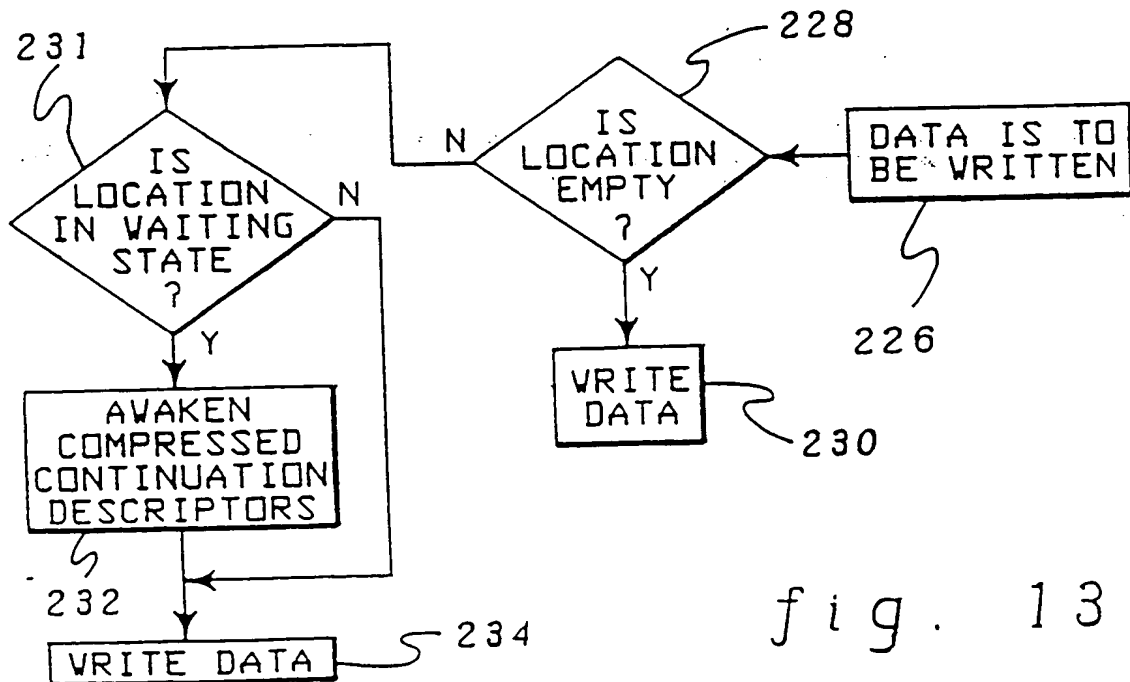 231
228
IS
LOCATION
EMPTY
?
N
Y
DATA IS TO
BE WRITTEN
226
IS
LOCATION
IN WAITING
STATE
?
N
Y
WRITE
DATA
230
AWAKEN
COMPRESSED
CONTINUATION
DESCRIPTORS
232
WRITE DATA
234
fig. 13